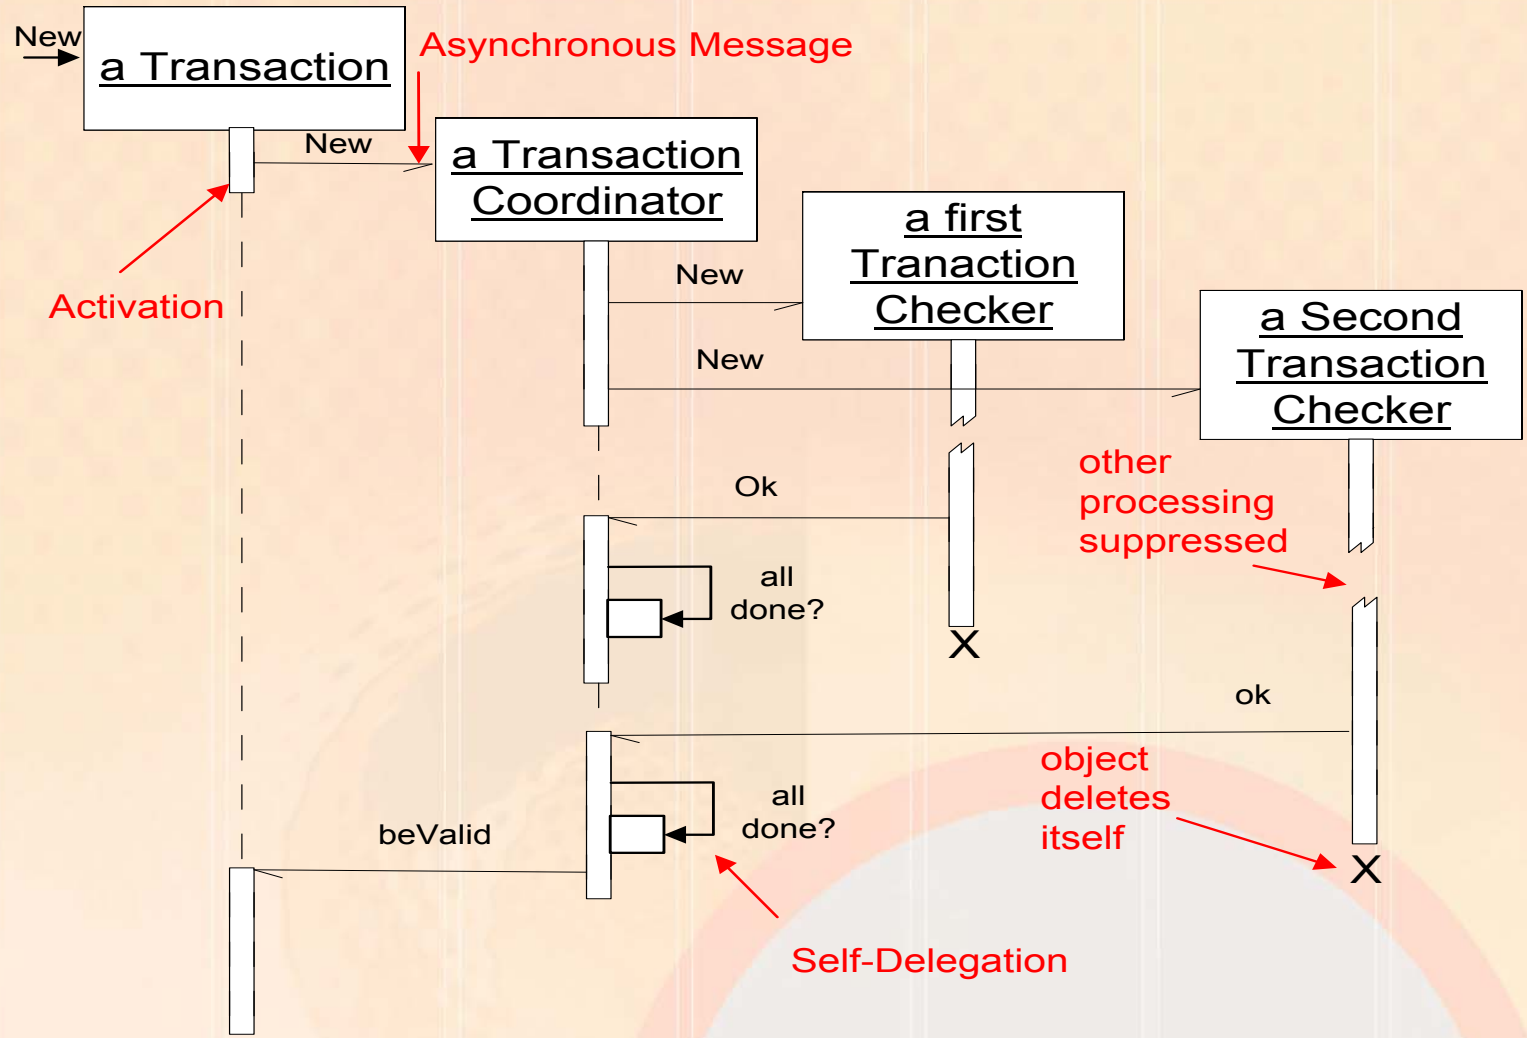 New
a Transaction
Asynchronous Message
New
a Transaction
Coordinator
Activation
New
a first
Tranaction
Checker
New
a Second
Transaction
Checker
other
processing
suppressed
Ok
all
done?
X
ok
object
deletes
itself
all
done?
beValid
X
Self-Delegation